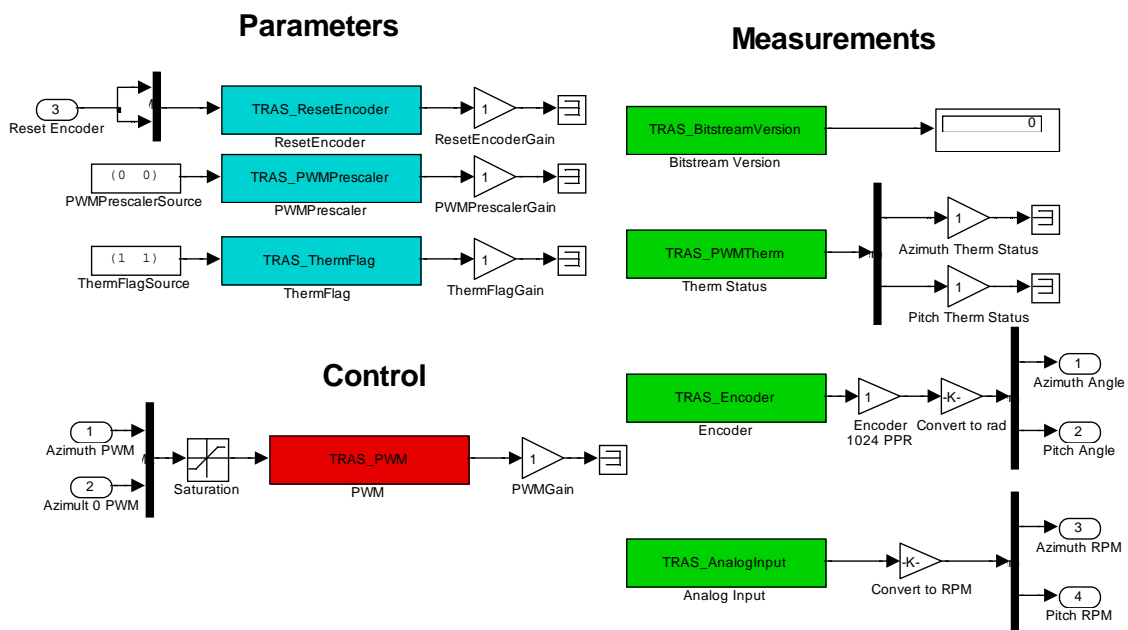 Parameters
3
Reset Encoder
TRAS_ResetEncoder
ResetEncoder
1
ResetEncoderGain
(0 0)
PWMPrescalerSource
TRAS_PWMPrescaler
PWMPrescaler
1
PWMPrescalerGain
(1 1)
ThermFlagSource
TRAS_ThermFlag
ThermFlag
1
ThermFlagGain
Control
1
Azimuth PWM
2
Azimult 0 PWM
Saturation
TRAS_PWM
PWM
1
PWMGain
Measurements
TRAS_BitstreamVersion
Bitstream Version
0
TRAS_PWMTherm
Therm Status
1
Azimuth Therm Status
1
Pitch Therm Status
TRAS_Encoder
Encoder
1
Encoder
1024 PPR
-K-
Convert to rad
1
Azimuth Angle
2
Pitch Angle
TRAS_AnalogInput
Analog Input
-K-
Convert to RPM
3
Azimuth RPM
4
Pitch RPM